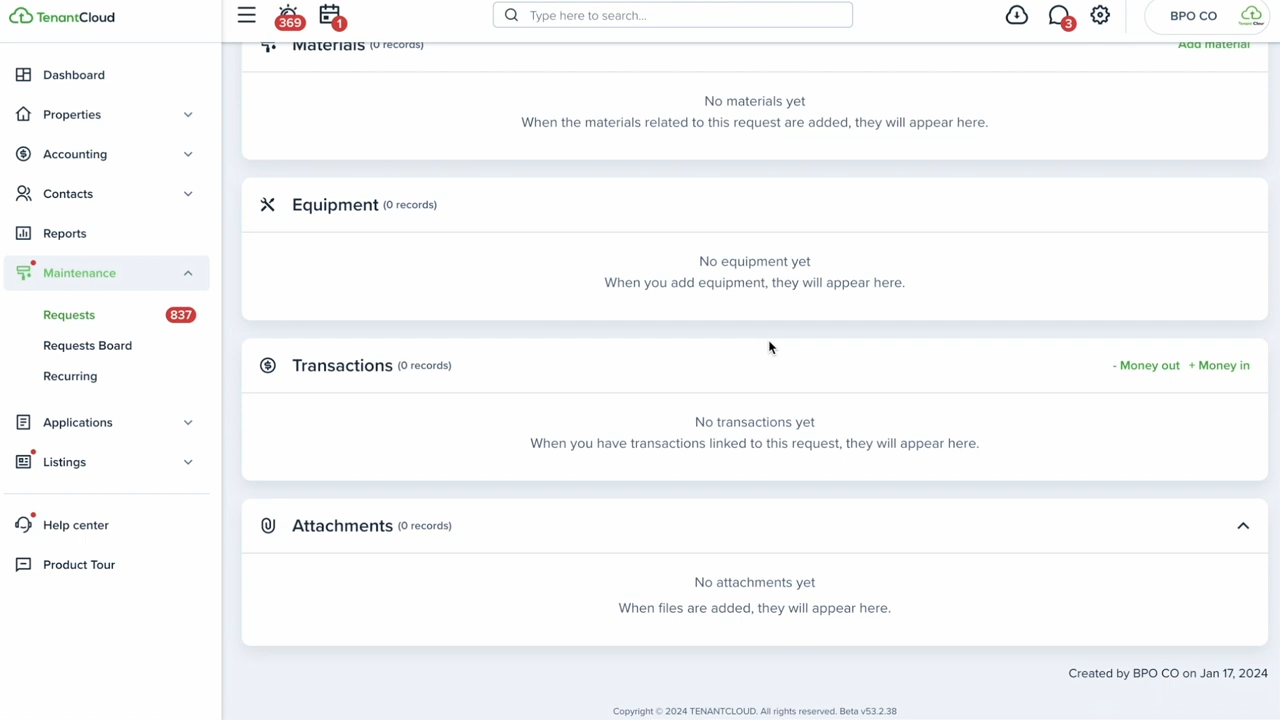 TenantCloud
369
1
Type here to search...
3
BPO CO
Dashboard
Properties
Accounting
Contacts
Reports
Maintenance
Requests 837
Requests Board
Recurring
Applications
Listings
Help center
Product Tour
Materials (0 records) Add material
No materials yet
When the materials related to this request are added, they will appear here.
Equipment (0 records)
No equipment yet
When you add equipment, they will appear here.
Transactions (0 records) - Money out + Money in
No transactions yet
When you have transactions linked to this request, they will appear here.
Attachments (0 records)
No attachments yet
When files are added, they will appear here.
Created by BPO CO on Jan 17, 2024
Copyright © 2024 TENANTCLOUD. All rights reserved. Beta v53.2.38